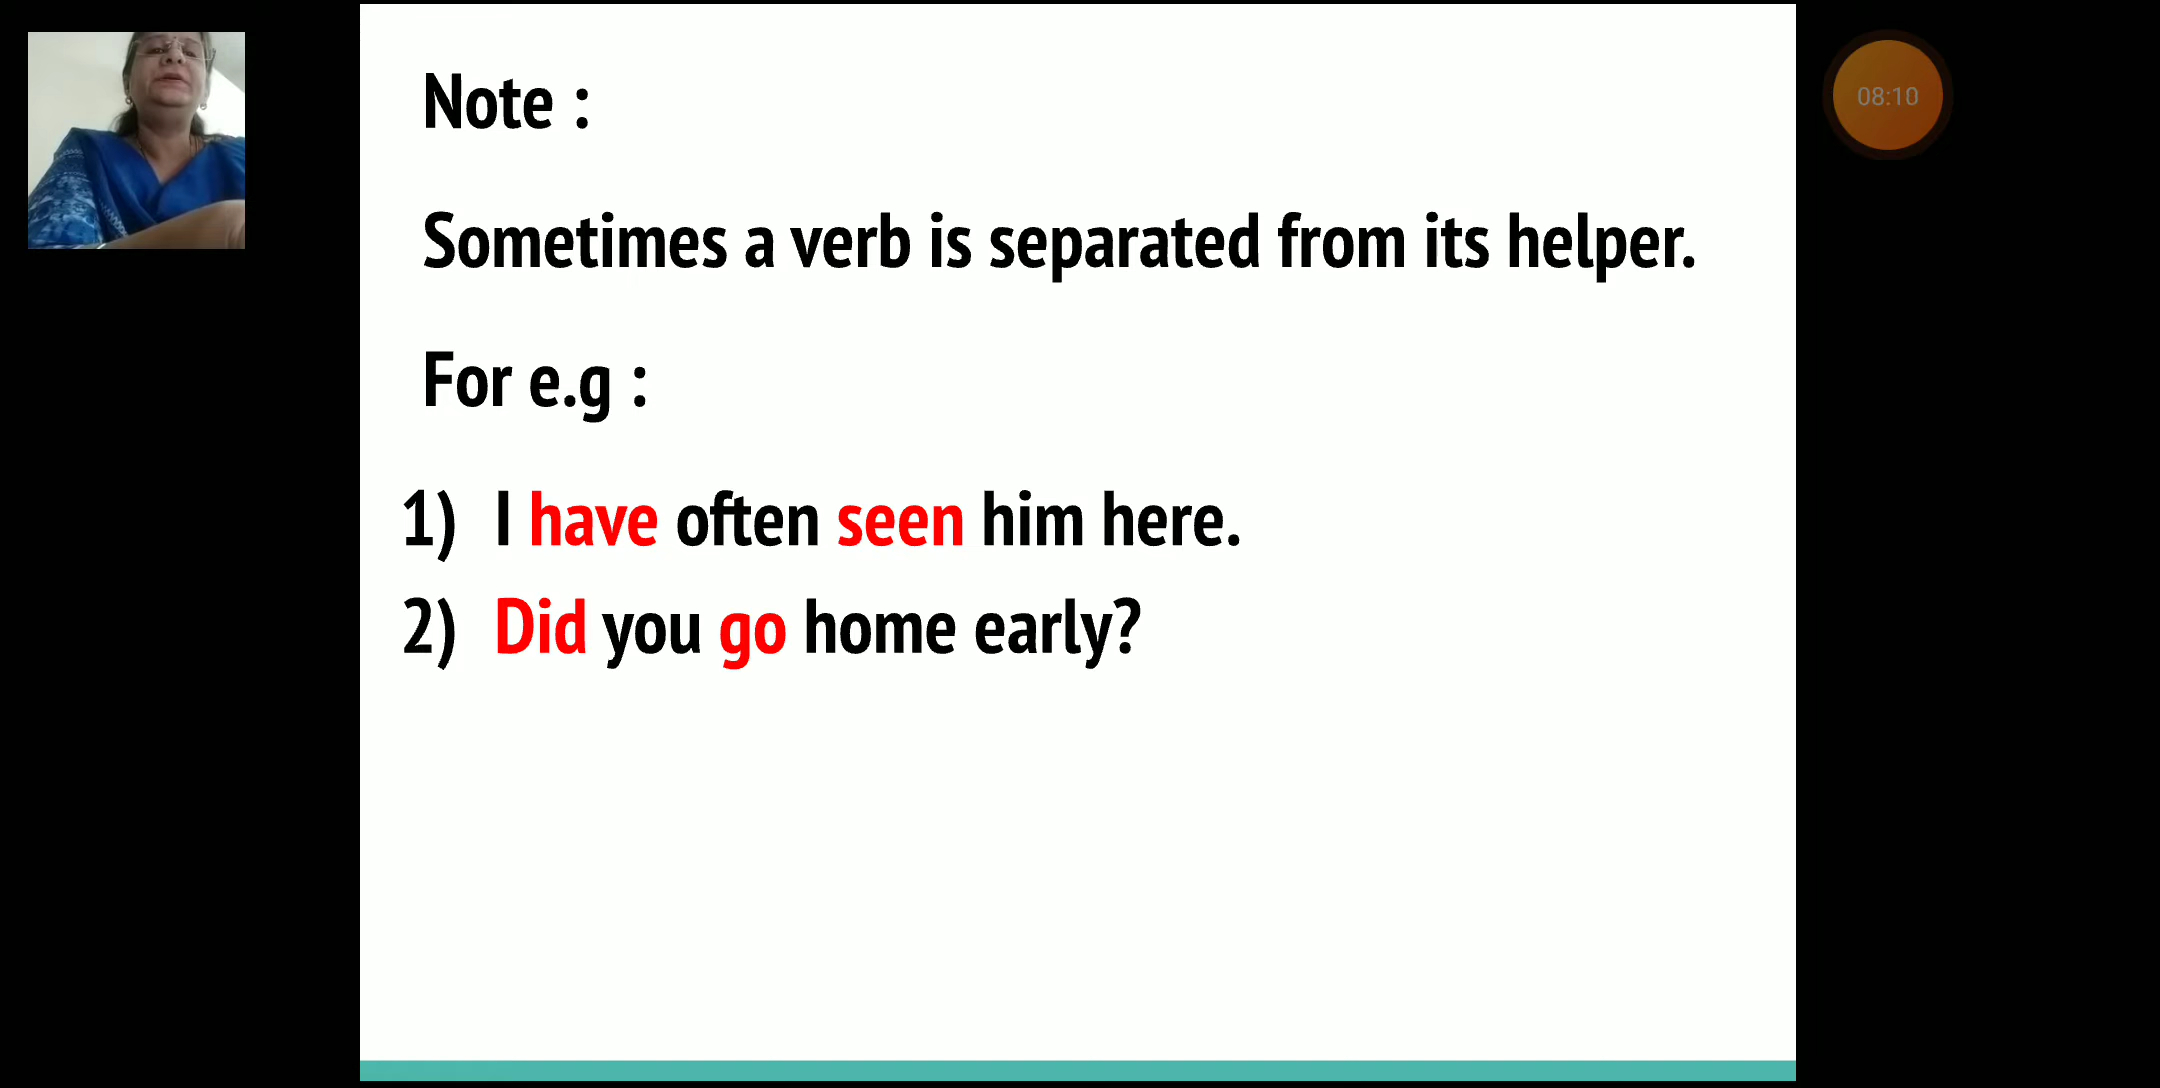 Note :
Sometimes a verb is separated from its helper.
For e.g :
1) I have often seen him here.
2) Did you go home early?
08:10